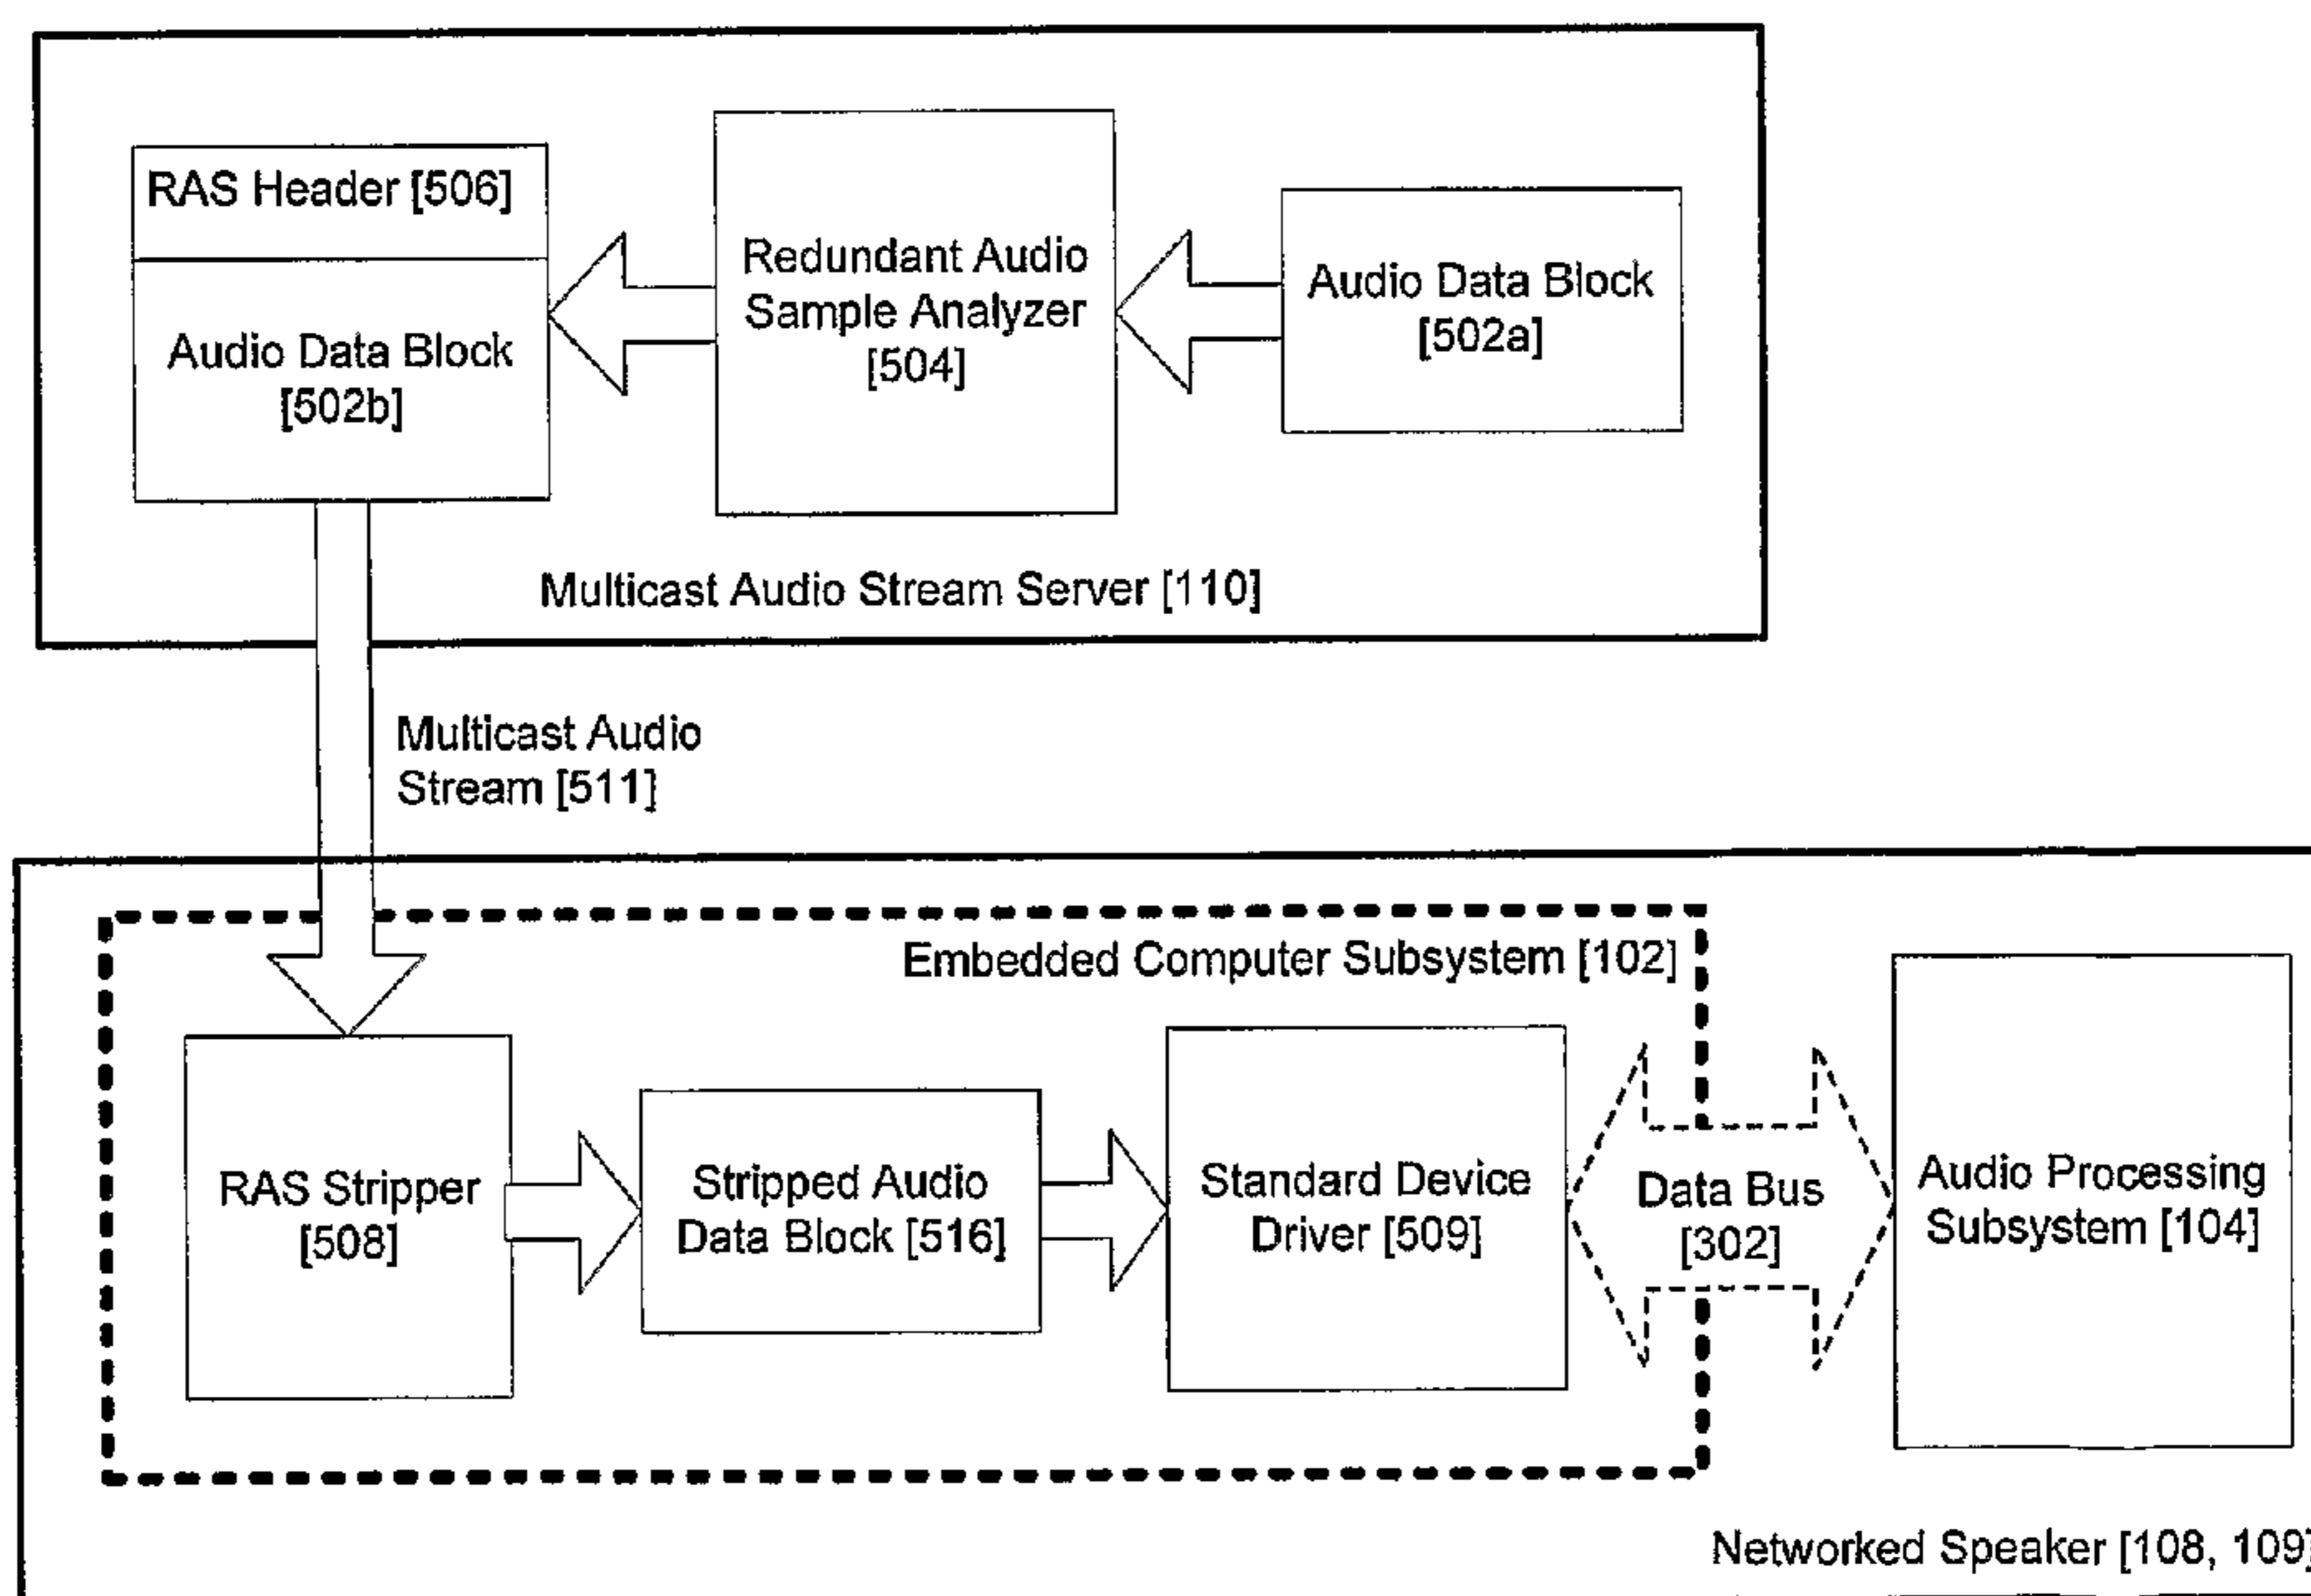 RAS Header [506]
Audio Data Block
[502b]
Redundant Audio
Sample Analyzer
[504]
Audio Data Block
[502a]
Multicast Audio Stream Server [110]
Multicast Audio
Stream [511]
Embedded Computer Subsystem [102]
RAS Stripper
[508]
Stripped Audio
Data Block [516]
Standard Device
Driver [509]
Data Bus
[302]
Audio Processing
Subsystem [104]
Networked Speaker [108, 109]